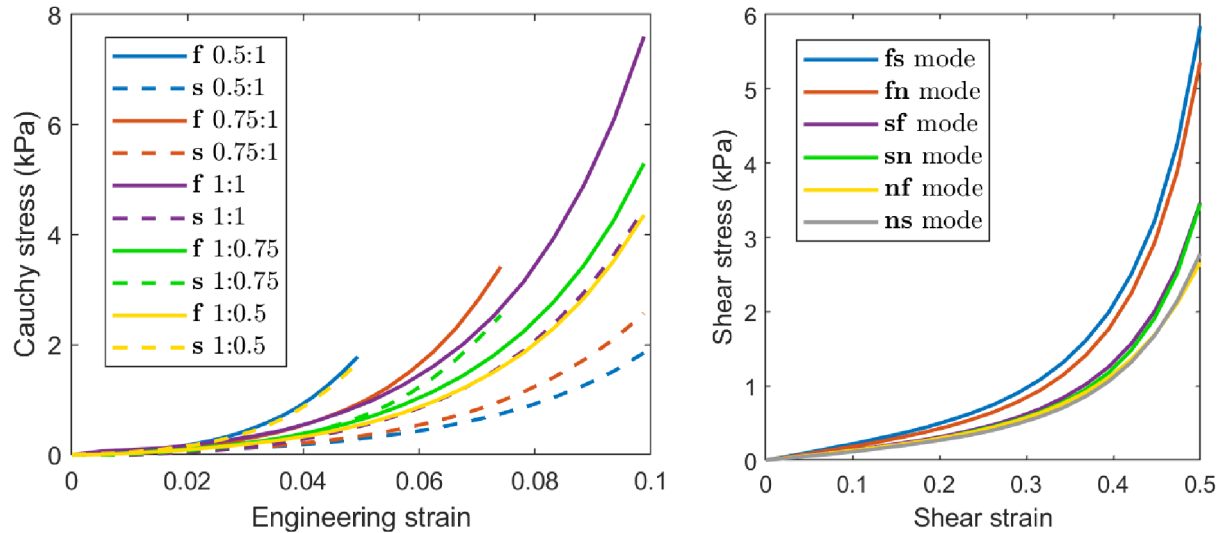 8
6
4
2
0
Cauchy stress (kPa)
f 0.5:1
s 0.5:1
f 0.75:1
s 0.75:1
f 1:1
s 1:1
f 1:0.75
s 1:0.75
f 1:0.5
s 1:0.5
0 0.02 0.04 0.06 0.08 0.1
Engineering strain
6
5
4
3
2
1
0
Shear stress (kPa)
fs mode
fn mode
sf mode
sn mode
nf mode
ns mode
0 0.1 0.2 0.3 0.4 0.5
Shear strain